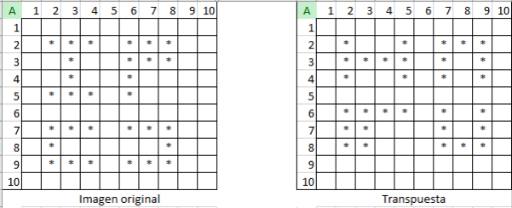 A 1 2 3 4 5 6 7 8 9 10
1
2 * * * * * *
3 * * * *
4 * *
5 * * * *
6
7 * * * * * *
8 * *
9 * * * * * *
10
Imagen original
A 1 2 3 4 5 6 7 8 9 10
1
2 * * * * *
3 * * * * * *
4 * * * *
5
6 * * * * * *
7 * * * *
8 * * * * *
9
10
Transpuesta